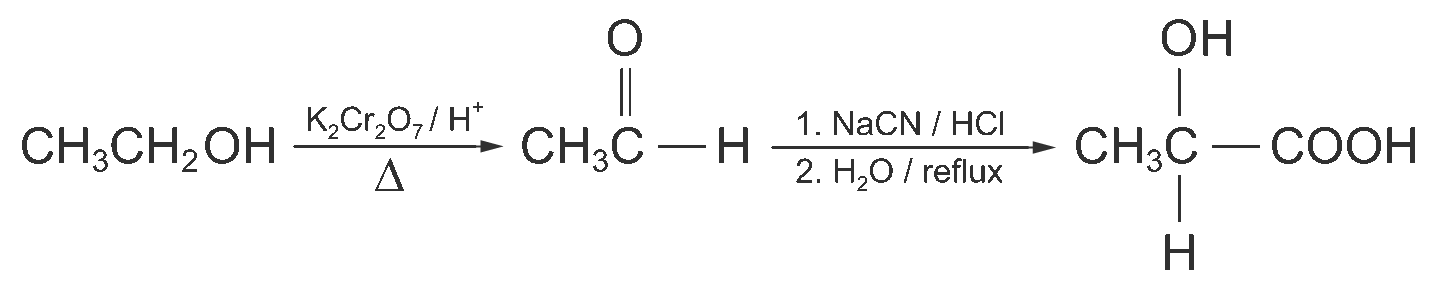 O OH
CH₃CH₂OH K₂Cr₂O₇ / H⁺ CH₃C — H 1. NaCN / HCl CH₃C — COOH
Δ 2. H₂O / reflux
H